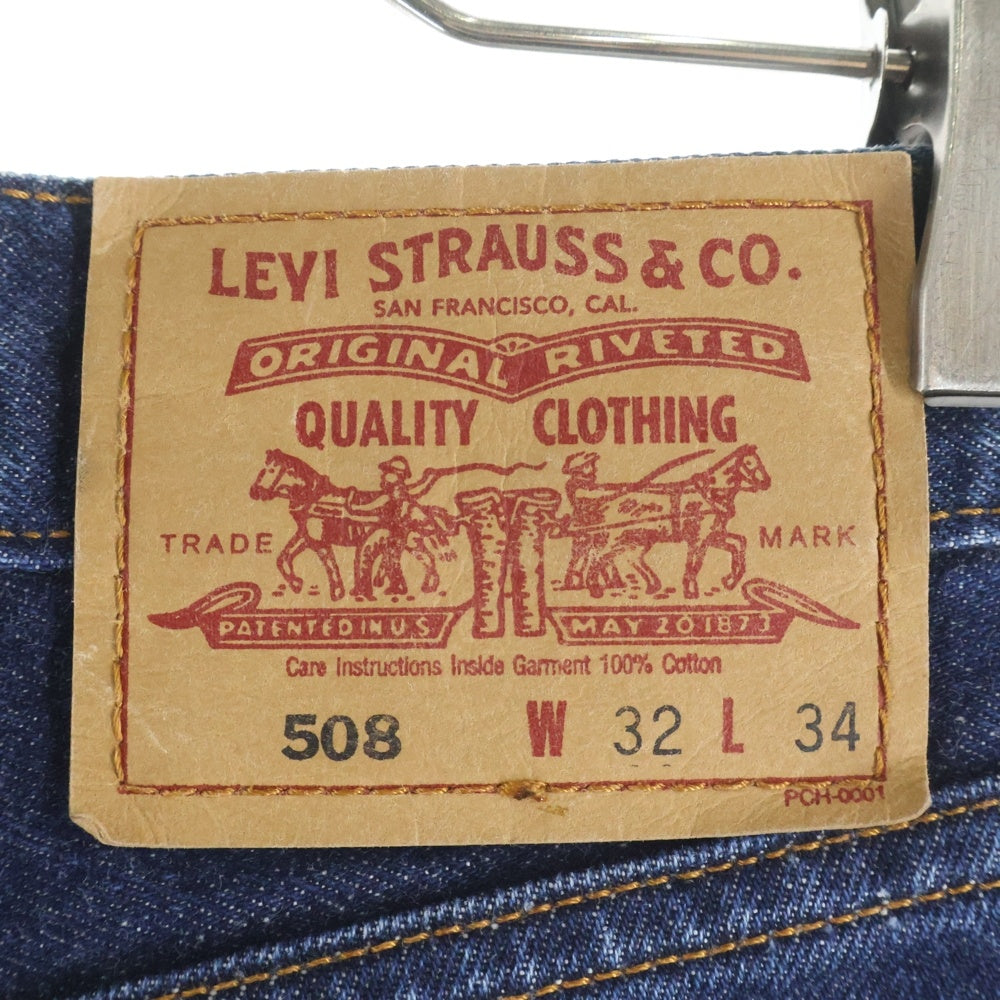 LEVI STRAUSS & CO.
SAN FRANCISCO, CAL.
ORIGINAL RIVETED
QUALITY CLOTHING
TRADE MARK
PATENTED IN U.S. MAY 20 1873
Care Instructions Inside Garment 100% Cotton
508 W 32 L 34
PCH-0001